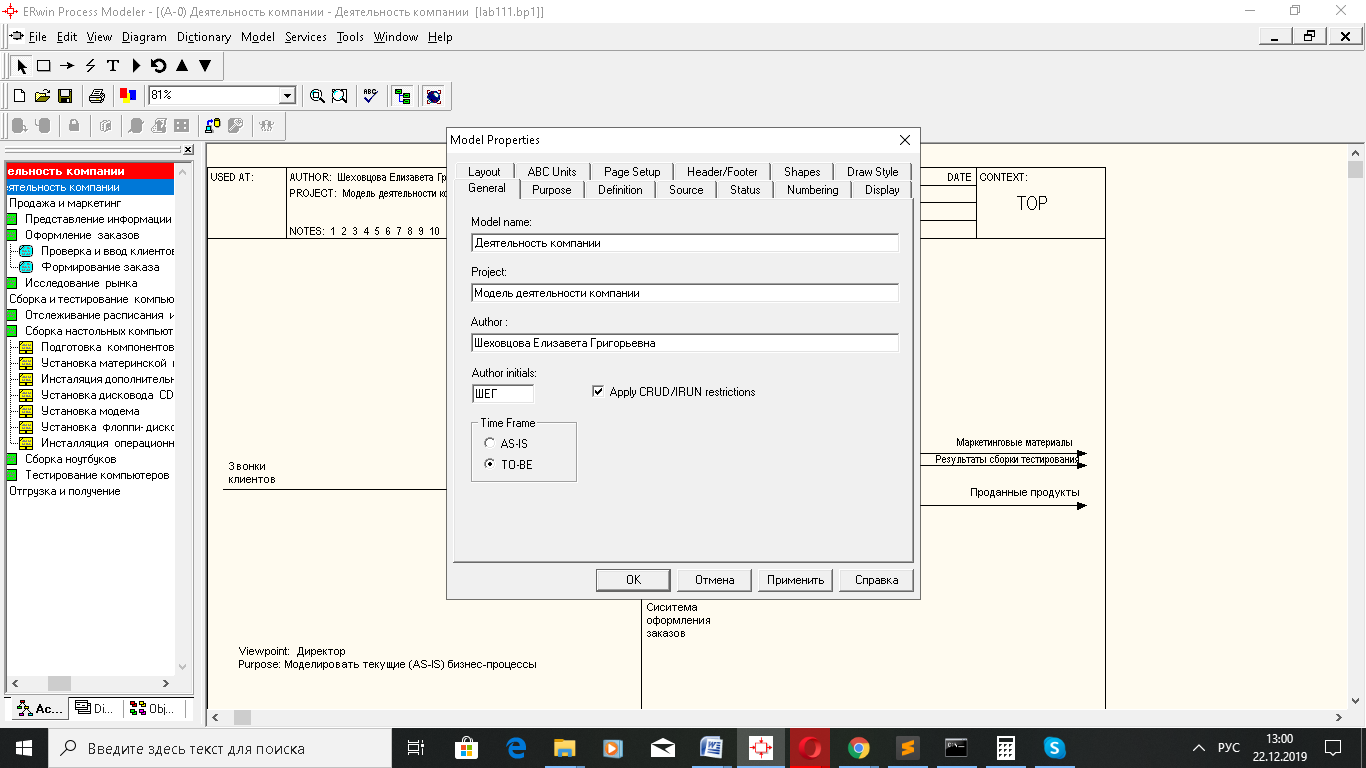 ERwin Process Modeler - [(A-0) Деятельность компании - Деятельность компании [lab111.bp1]]
File Edit View Diagram Dictionary Model Services Tools Window Help
81%
ABC
ельность компании
ятельность компании
Продажа и маркетинг
Представление информации
Оформление заказов
Проверка и ввод клиентов
Формирование заказа
Исследование рынка
Сборка и тестирование компью
Отслеживание расписания и
Сборка настольных компьют
Подготовка компонентов
Установка материнской
Инсталяция дополнительн
Установка дисковода CD
Установка модема
Установка флоппи-диско
Инсталляция операционн
Сборка ноутбуков
Тестирование компьютеров
Отгрузка и получение
Ac... Di... Obj...
USED AT:
AUTHOR: Шеховцова Елизавета Гр
PROJECT: Модель деятельности ко
NOTES: 1 2 3 4 5 6 7 8 9 10
DATE
CONTEXT:
TOP
Model Properties
Layout ABC Units Page Setup Header/Footer Shapes Draw Style
General Purpose Definition Source Status Numbering Display
Model name:
Деятельность компании
Project:
Модель деятельности компании
Author :
Шеховцова Елизавета Григорьевна
Author initials:
ШЕГ
Apply CRUD/IRUN restrictions
Time Frame
AS-IS
TO-BE
OK Отмена Применить Справка
Звонки
клиентов
Маркетинговые материалы
Результаты сборки тестирования
Проданные продукты
Сиситема
оформления
заказов
Viewpoint: Директор
Purpose: Моделировать текущие (AS-IS) бизнес-процессы
Введите здесь текст для поиска
РУС
13:00
22.12.2019